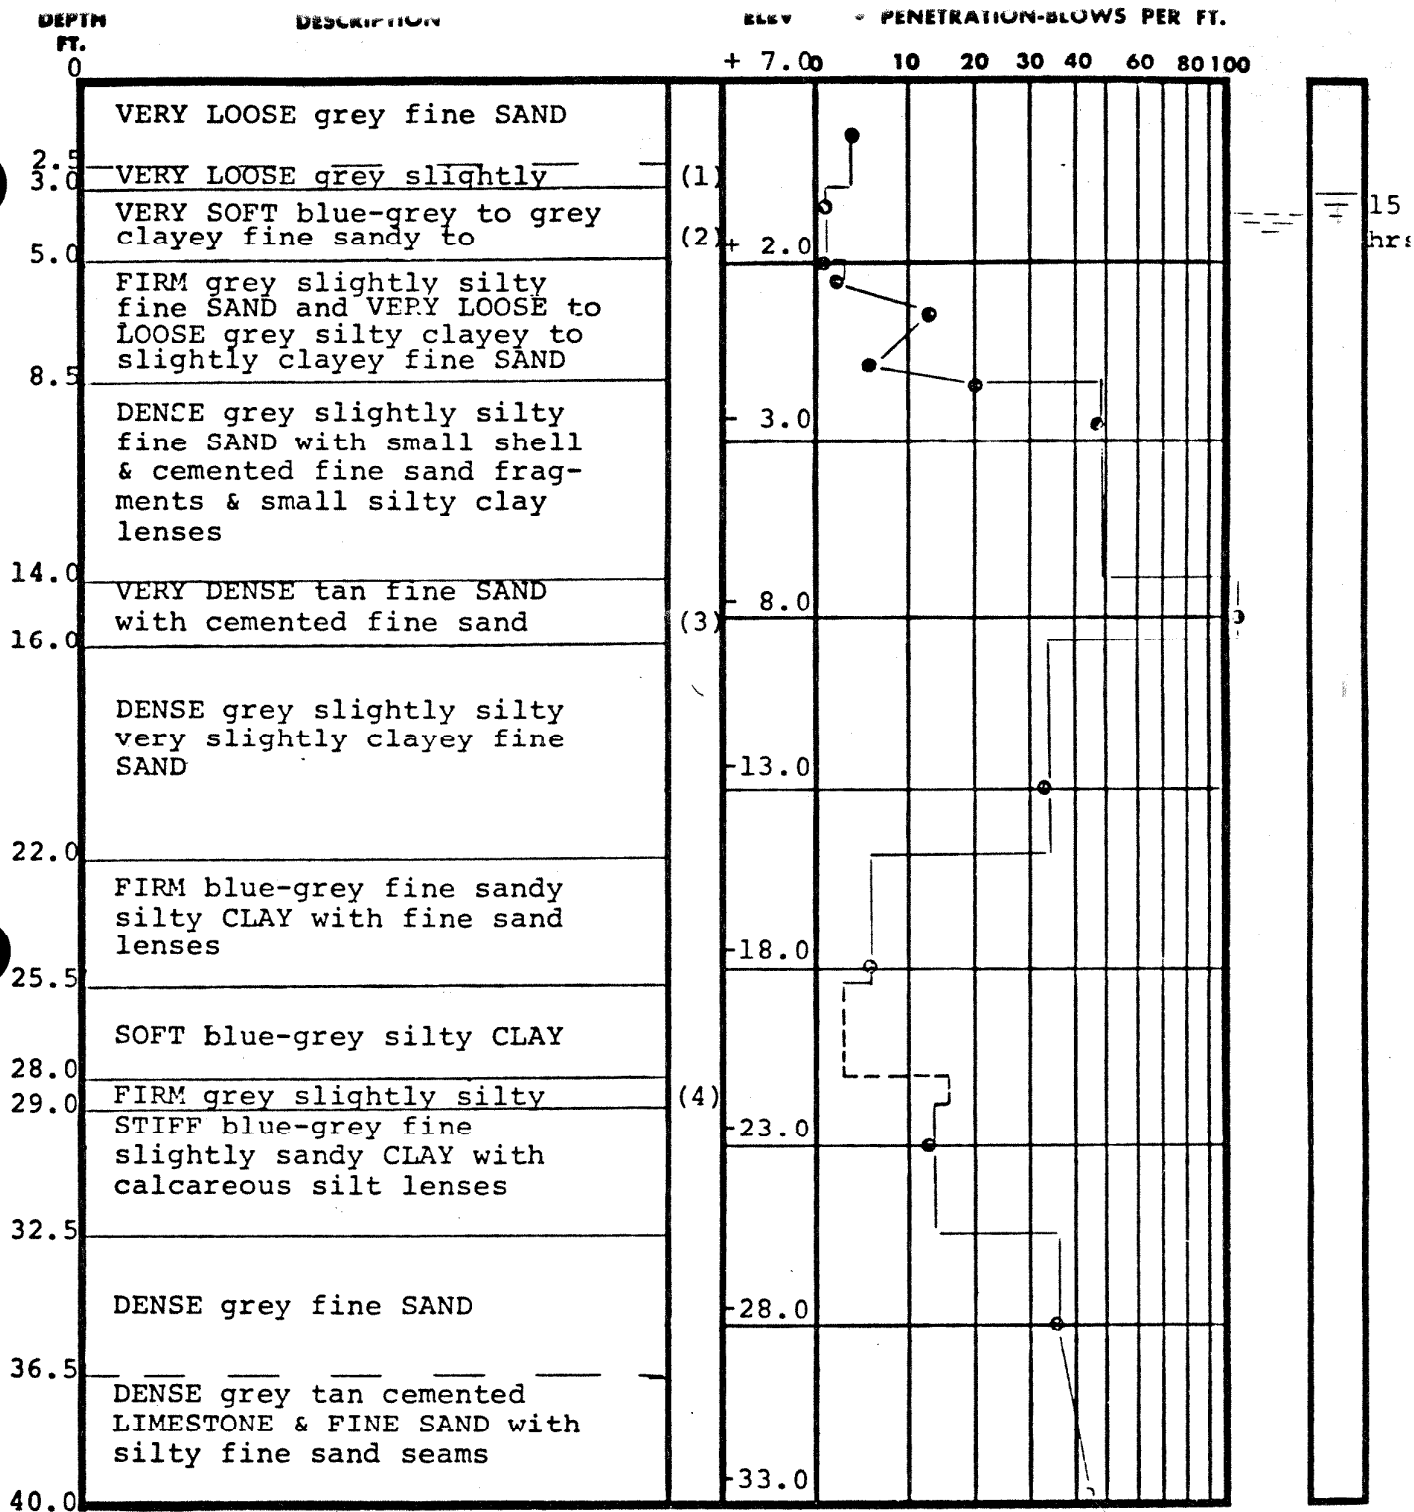 DEPTH
FT.
DESCRIPTION
ELEV
PENETRATION-BLOWS PER FT.
0
+ 7.0
0 10 20 30 40 60 80 100
VERY LOOSE grey fine SAND
2.5
VERY LOOSE grey slightly
(1)
3.0
VERY SOFT blue-grey to grey
clayey fine sandy to
(2)
+ 2.0
15
hrs
5.0
FIRM grey slightly silty
fine SAND and VERY LOOSE to
LOOSE grey silty clayey to
slightly clayey fine SAND
8.5
DENCE grey slightly silty
fine SAND with small shell
& cemented fine sand frag-
ments & small silty clay
lenses
- 3.0
14.0
VERY DENSE tan fine SAND
with cemented fine sand
(3)
- 8.0
16.0
DENSE grey slightly silty
very slightly clayey fine
SAND
-13.0
22.0
FIRM blue-grey fine sandy
silty CLAY with fine sand
lenses
-18.0
25.5
SOFT blue-grey silty CLAY
28.0
FIRM grey slightly silty
(4)
29.0
STIFF blue-grey fine
slightly sandy CLAY with
calcareous silt lenses
-23.0
32.5
DENSE grey fine SAND
-28.0
36.5
DENSE grey tan cemented
LIMESTONE & FINE SAND with
silty fine sand seams
-33.0
40.0